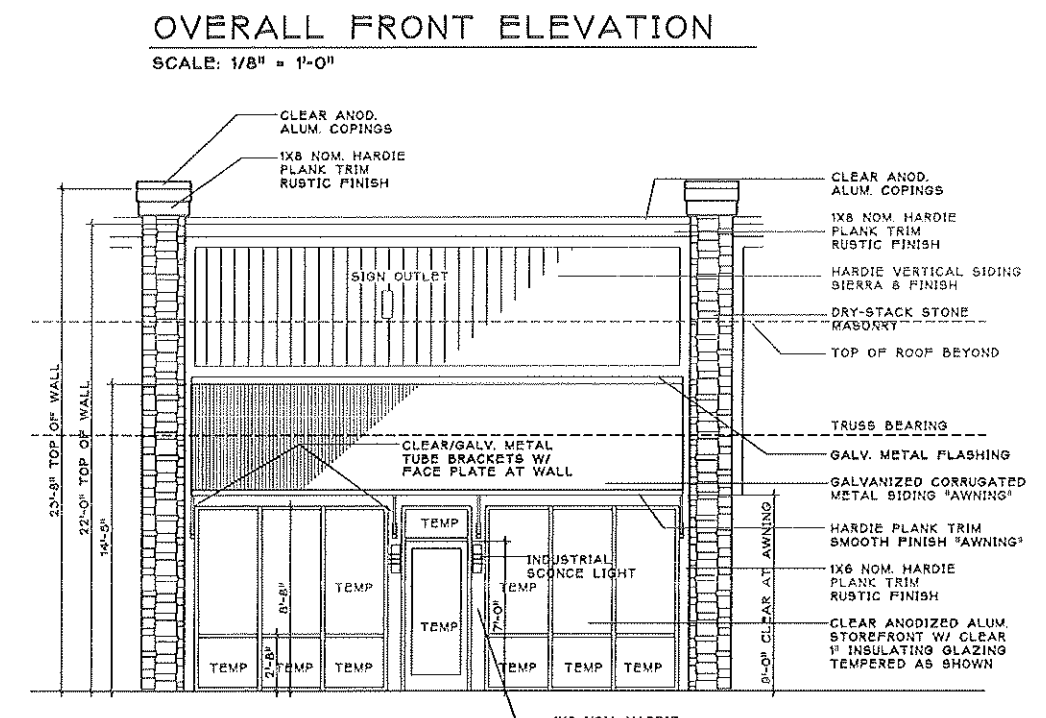 OVERALL FRONT ELEVATION
SCALE: 1/8" = 1'-0"
CLEAR ANOD.
ALUM. COPINGS
1X8 NOM. HARDIE
PLANK TRIM
RUSTIC FINISH
CLEAR ANOD.
ALUM. COPINGS
1X8 NOM. HARDIE
PLANK TRIM
RUSTIC FINISH
HARDIE VERTICAL SIDING
SIERRA 8 FINISH
SIGN OUTLET
DRY-STACK STONE
MASONRY
TOP OF ROOF BEYOND
TRUSS BEARING
GALV. METAL FLASHING
GALVANIZED CORRUGATED
METAL SIDING "AWNING"
HARDIE PLANK TRIM
SMOOTH FINISH "AWNING"
1X6 NOM. HARDIE
PLANK TRIM
RUSTIC FINISH
CLEAR ANODIZED ALUM.
STOREFRONT W/ CLEAR
1" INSULATING GLAZING
TEMPERED AS SHOWN
CLEAR/GALV. METAL
TUBE BRACKETS W/
FACE PLATE AT WALL
INDUSTRIAL
SCONCE LIGHT
23'-8" TOP OF WALL
22'-0" TOP OF WALL
14'-5"
8'-8"
2'-8"
7'-0"
9'-0" CLEAR AT AWNING
TEMP
TEMP
TEMP
TEMP
TEMP
TEMP
TEMP
TEMP
TEMP
TEMP
TEMP